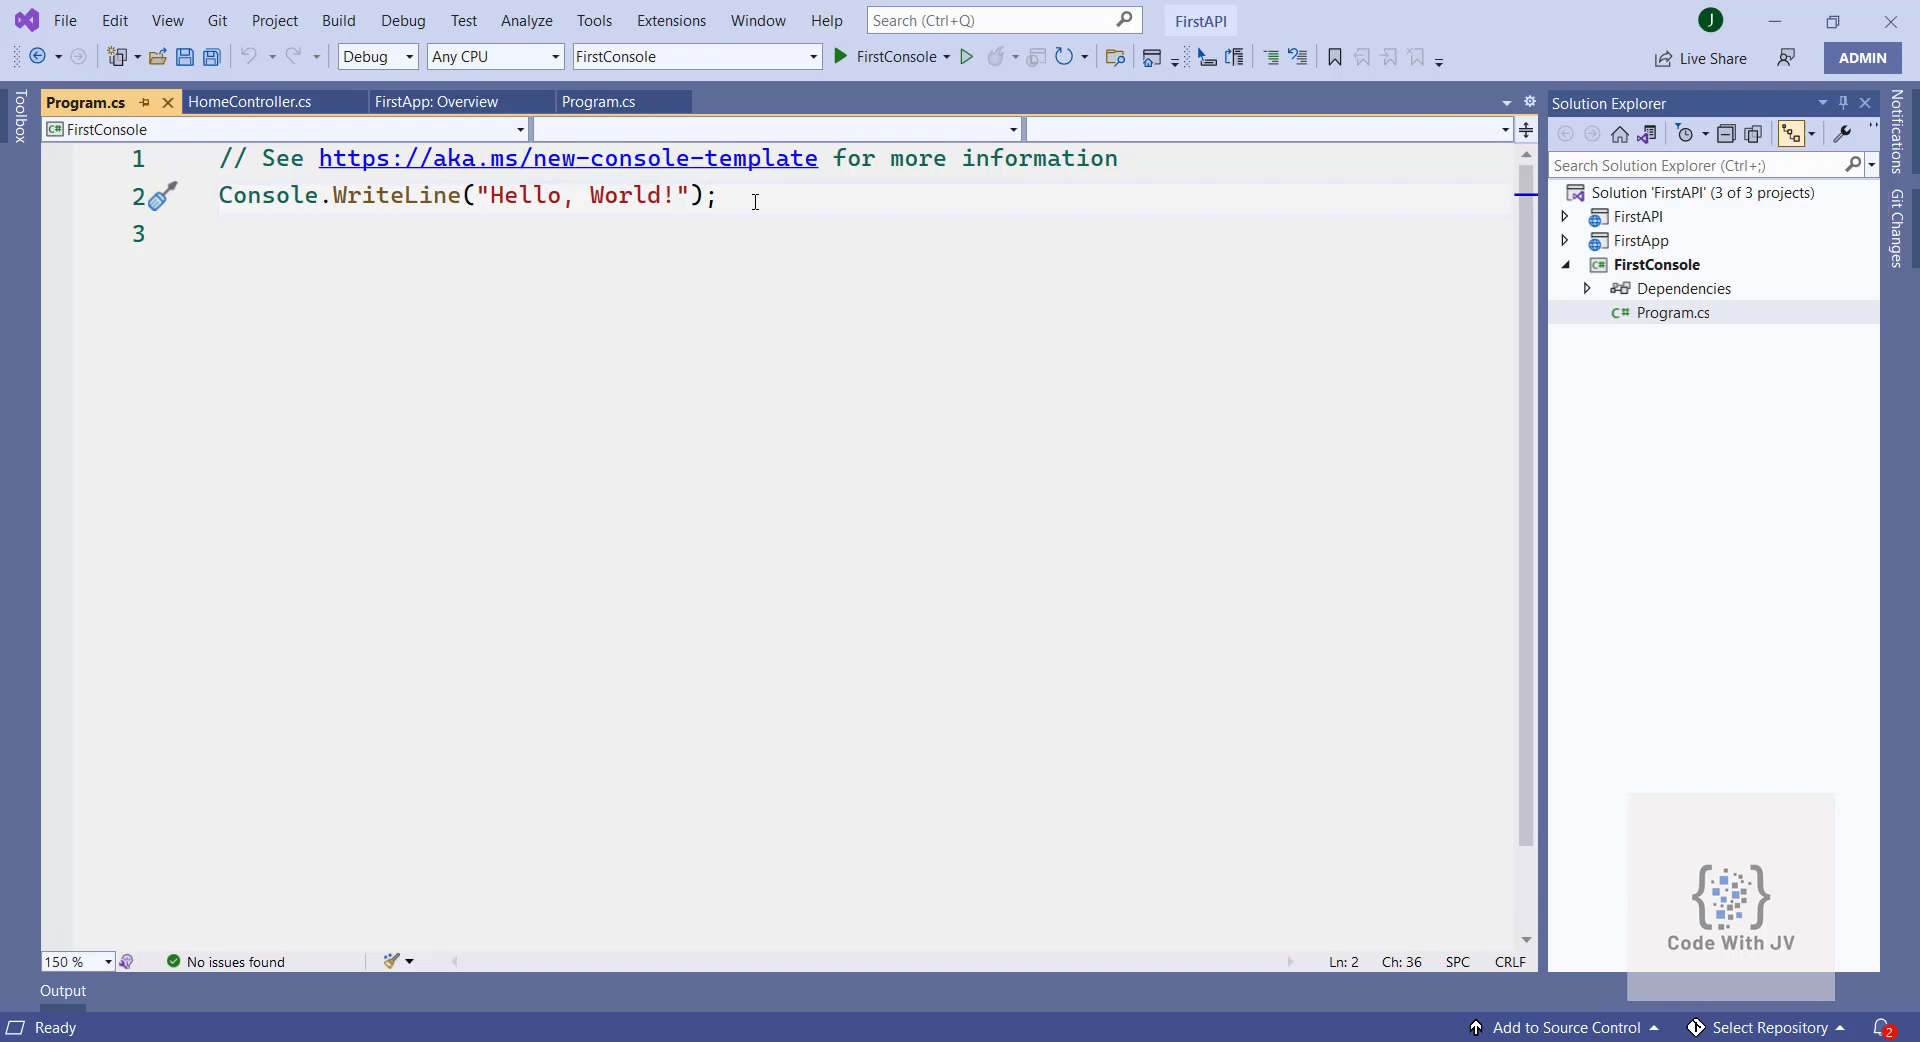 File Edit View Git Project Build Debug Test Analyze Tools Extensions Window Help Search (Ctrl+Q) FirstAPI J
Debug Any CPU FirstConsole FirstConsole Live Share ADMIN
Toolbox
Program.cs HomeController.cs FirstApp: Overview Program.cs
FirstConsole
1 // See https://aka.ms/new-console-template for more information
2 Console.WriteLine("Hello, World!");
3
150 % No issues found Ln: 2 Ch: 36 SPC CRLF
Solution Explorer
Search Solution Explorer (Ctrl+;)
Solution 'FirstAPI' (3 of 3 projects)
FirstAPI
FirstApp
C# FirstConsole
Dependencies
C# Program.cs
Notifications
Git Changes
Code With JV
Output
Ready Add to Source Control Select Repository 2